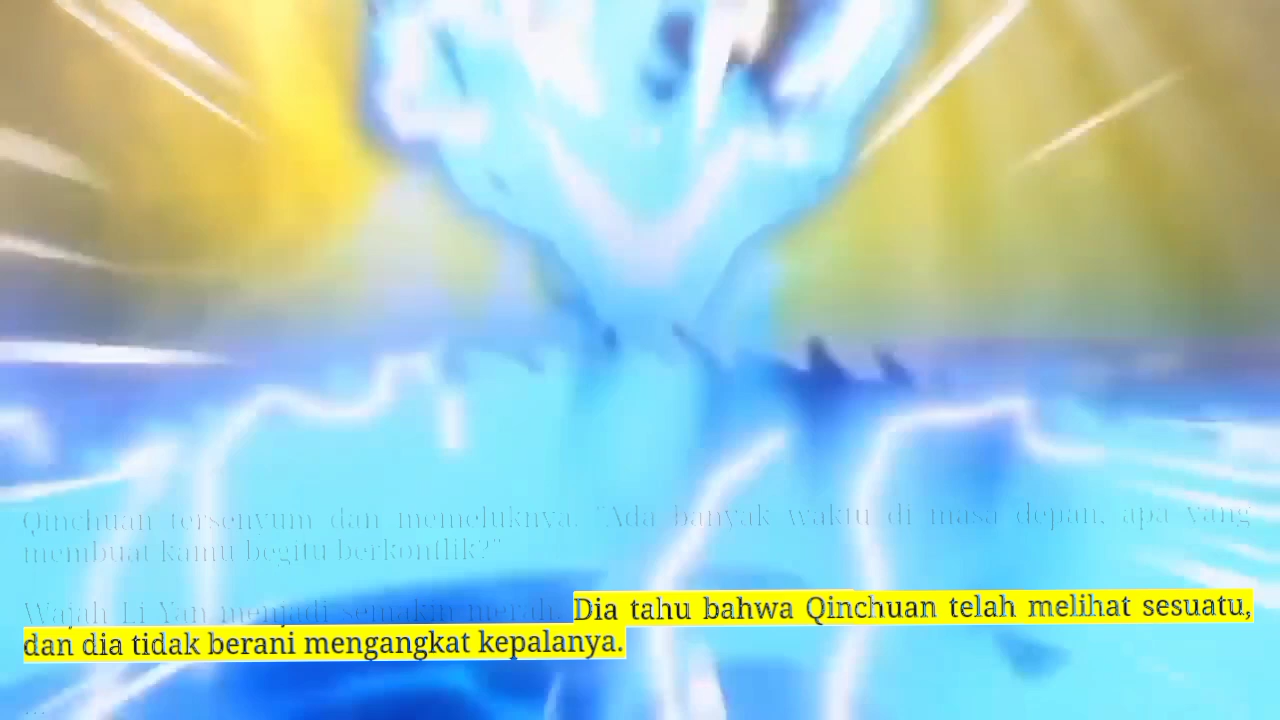 Qinchuan tersenyum dan memeluknya. "Ada banyak waktu di masa depan, apa yang
membuat kamu begitu berkonflik?"
Wajah Li Yan menjadi semakin merah. Dia tahu bahwa Qinchuan telah melihat sesuatu,
dan dia tidak berani mengangkat kepalanya.
...